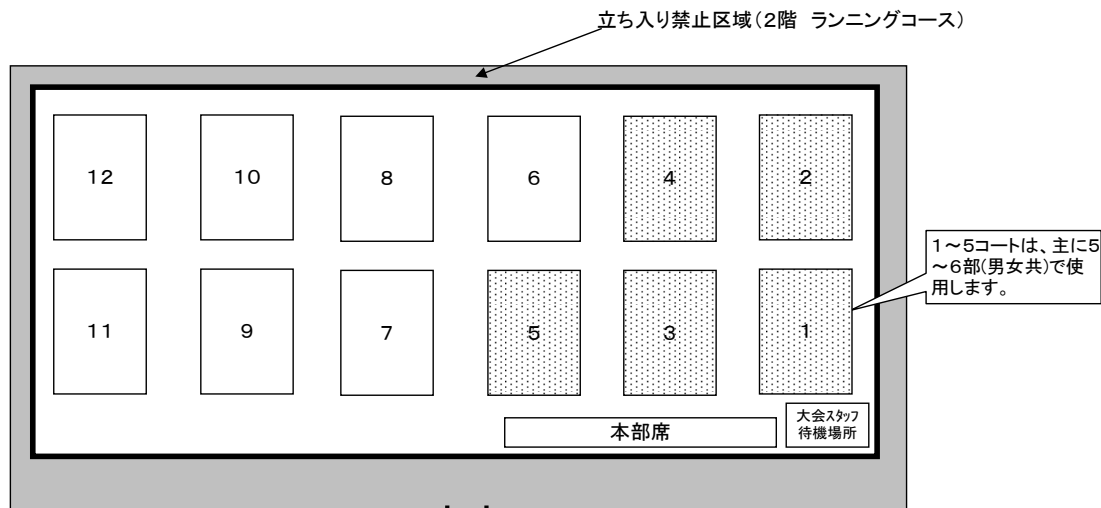 立ち入り禁止区域(2階　ランニングコース)
12
10
8
6
4
2
1～5コートは、主に5
～6部(男女共)で使
用します。
11
9
7
5
3
1
大会スタッフ
待機場所
本部席